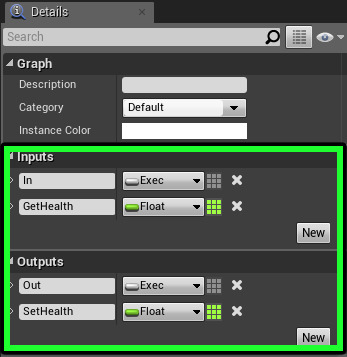 Details
Search
Graph
Description
Category Default
Instance Color
Inputs
In Exec
GetHealth Float
New
Outputs
Out Exec
SetHealth Float
New